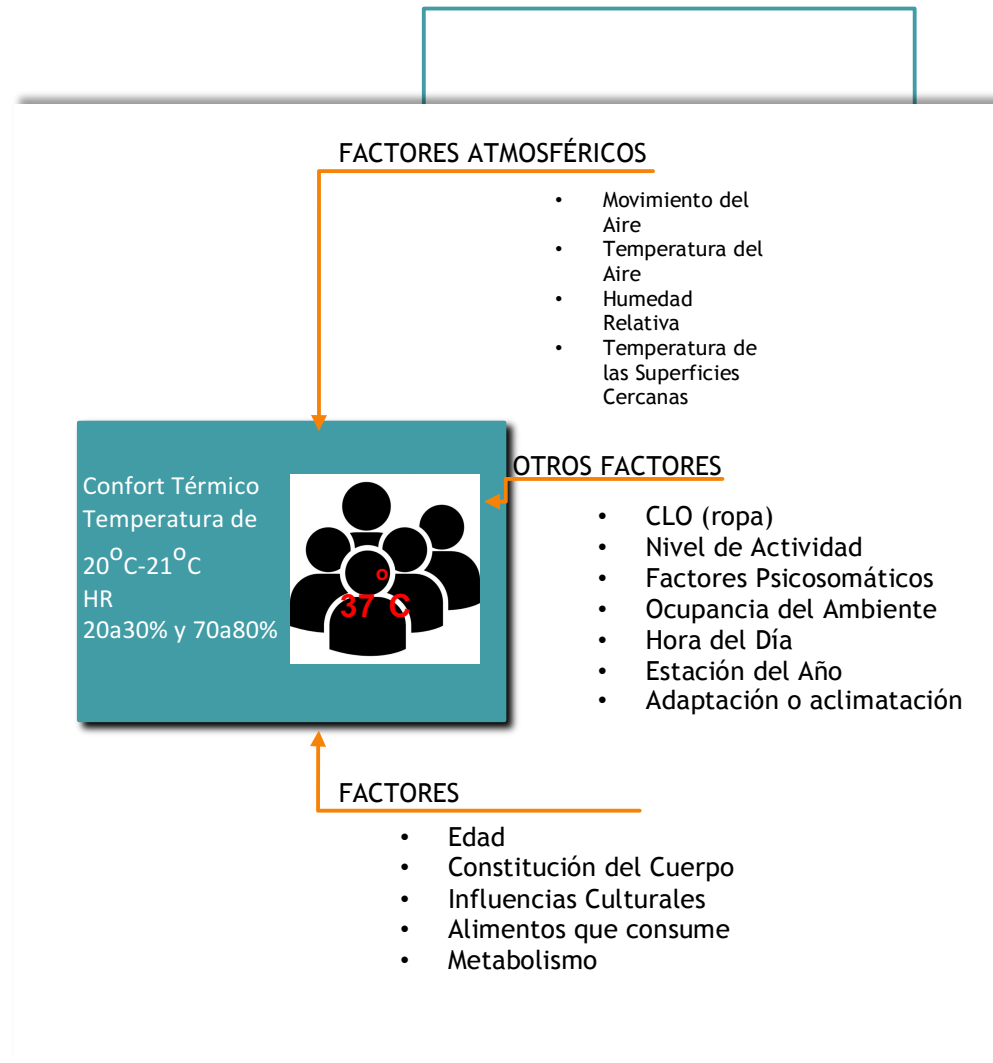 FACTORES ATMOSFÉRICOS
• Movimiento del
Aire
• Temperatura del
Aire
• Humedad
Relativa
• Temperatura de
las Superficies
Cercanas
Confort Térmico
Temperatura de
20°C-21°C
HR
20a30% y 70a80%
37°C
OTROS FACTORES
• CLO (ropa)
• Nivel de Actividad
• Factores Psicosomáticos
• Ocupancia del Ambiente
• Hora del Día
• Estación del Año
• Adaptación o aclimatación
FACTORES
• Edad
• Constitución del Cuerpo
• Influencias Culturales
• Alimentos que consume
• Metabolismo